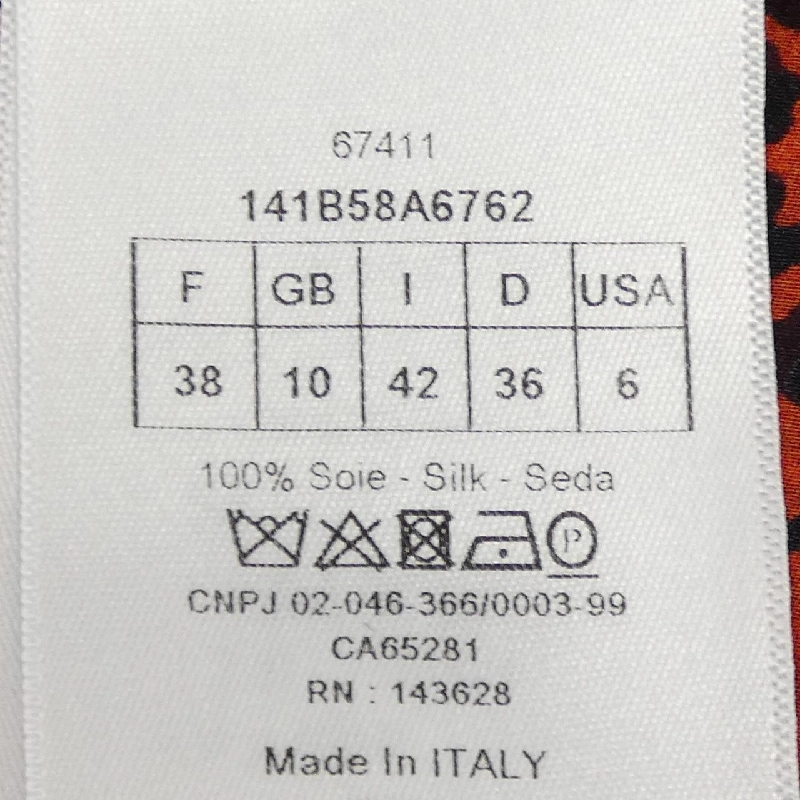 67411
141B58A6762
F GB I D USA
38 10 42 36 6
100% Soie - Silk - Seda
P
CNPJ 02-046-366/0003-99
CA65281
RN : 143628
Made In ITALY